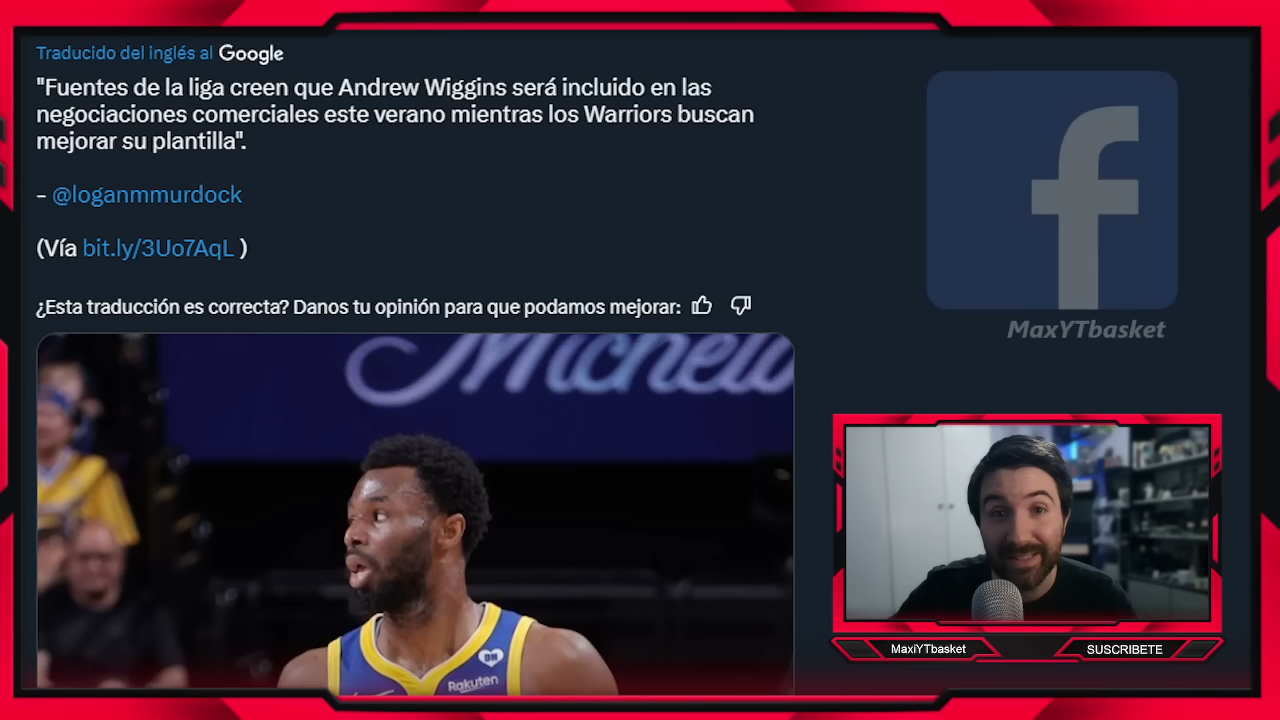 Traducido del inglés al Google
"Fuentes de la liga creen que Andrew Wiggins será incluido en las
negociaciones comerciales este verano mientras los Warriors buscan
mejorar su plantilla".
– @loganmmurdock
(Vía bit.ly/3Uo7AqL )
¿Esta traducción es correcta? Danos tu opinión para que podamos mejorar:
f
MaxYTbasket
Michelo
DM
Rakuten
MaxiYTbasket
SUSCRIBETE